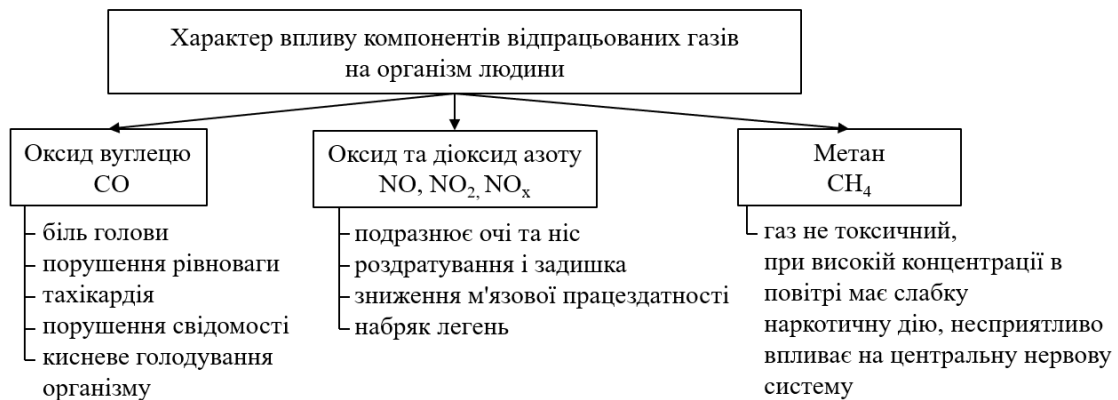 Характер впливу компонентів відпрацьованих газів
на організм людини
Оксид вуглецю
CO
біль голови
порушення рівноваги
тахікардія
порушення свідомості
кисневе голодування
організму
Оксид та діоксид азоту
NO, NO₂, NOₓ
подразнює очі та ніс
роздратування і задишка
зниження м'язової працездатності
набряк легень
Метан
CH₄
газ не токсичний,
при високій концентрації в
повітрі має слабку
наркотичну дію, несприятливо
впливає на центральну нервову
систему